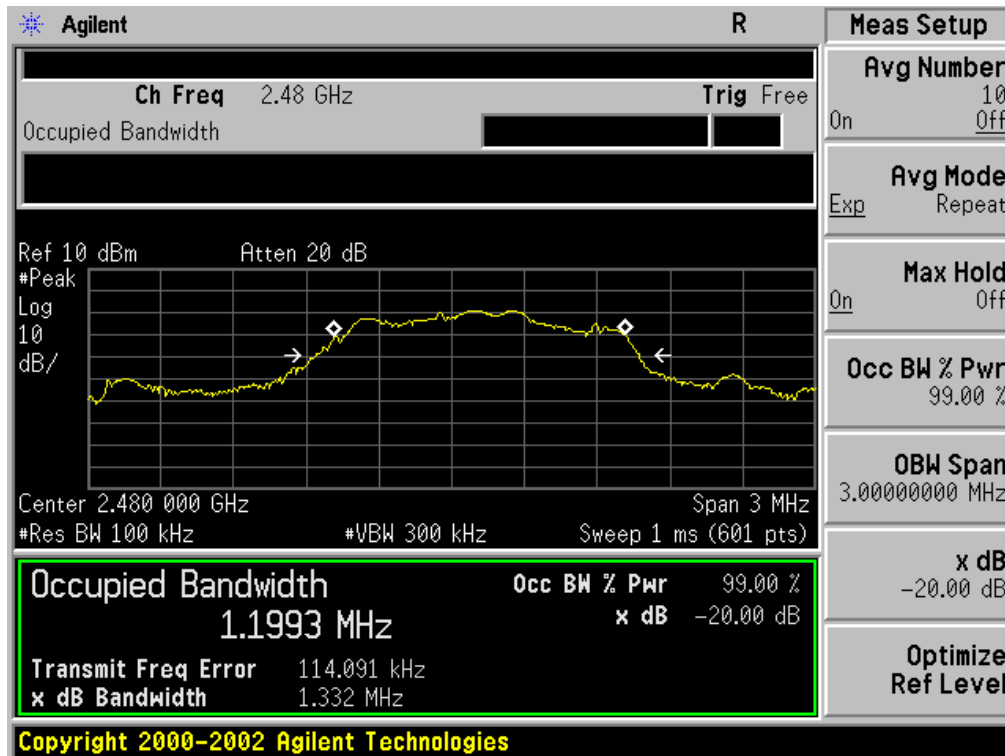 Agilent R
Ch Freq 2.48 GHz Trig Free
Occupied Bandwidth
Ref 10 dBm Atten 20 dB
#Peak
Log
10
dB/
Center 2.480 000 GHz Span 3 MHz
#Res BW 100 kHz #VBW 300 kHz Sweep 1 ms (601 pts)
Occupied Bandwidth Occ BW % Pwr 99.00 %
1.1993 MHz x dB -20.00 dB
Transmit Freq Error 114.091 kHz
x dB Bandwidth 1.332 MHz
Copyright 2000-2002 Agilent Technologies
Meas Setup
Avg Number
10
On Off
Avg Mode
Exp Repeat
Max Hold
On Off
Occ BW % Pwr
99.00 %
OBW Span
3.00000000 MHz
x dB
-20.00 dB
Optimize
Ref Level